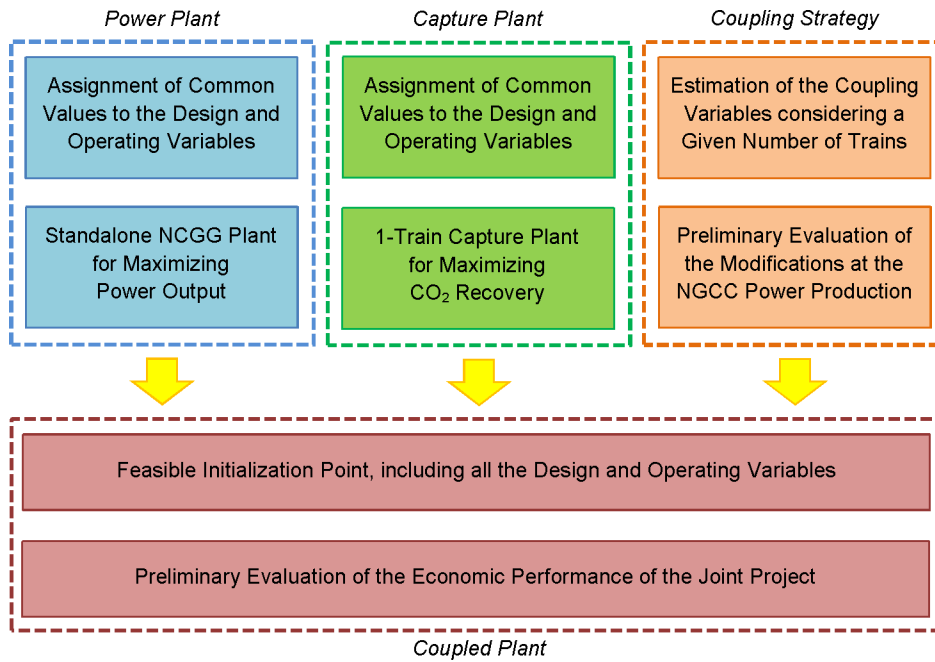 Power Plant
Assignment of Common
Values to the Design and
Operating Variables
Standalone NCGG Plant
for Maximizing
Power Output
Capture Plant
Assignment of Common
Values to the Design and
Operating Variables
1-Train Capture Plant
for Maximizing
CO₂ Recovery
Coupling Strategy
Estimation of the Coupling
Variables considering a
Given Number of Trains
Preliminary Evaluation of
the Modifications at the
NGCC Power Production
Feasible Initialization Point, including all the Design and Operating Variables
Preliminary Evaluation of the Economic Performance of the Joint Project
Coupled Plant